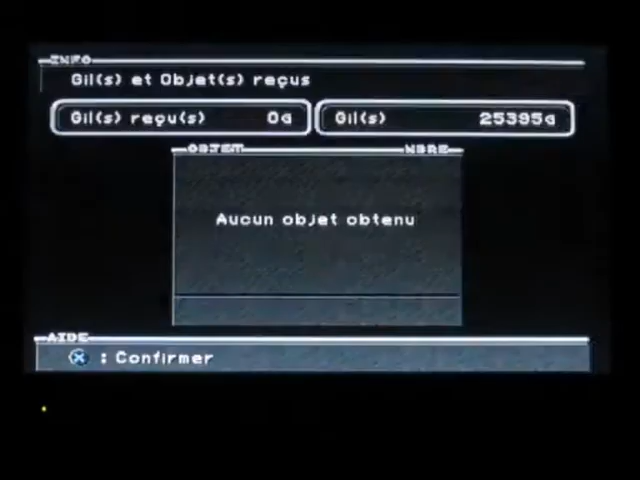 INFO
Gil(s) et Objet(s) reçus
Gil(s) reçu(s) 0G
Gil(s) 25395G
OBJET NBRE
Aucun objet obtenu
AIDE
: Confirmer